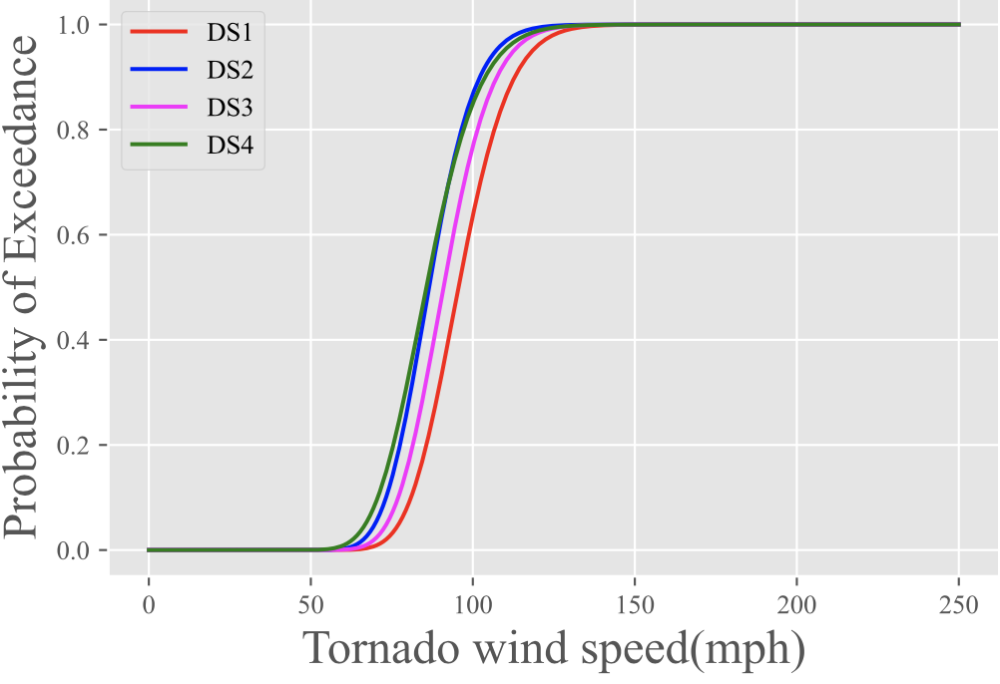 Probability of Exceedance
1.0
0.8
0.6
0.4
0.2
0.0
DS1
DS2
DS3
DS4
0 50 100 150 200 250
Tornado wind speed(mph)